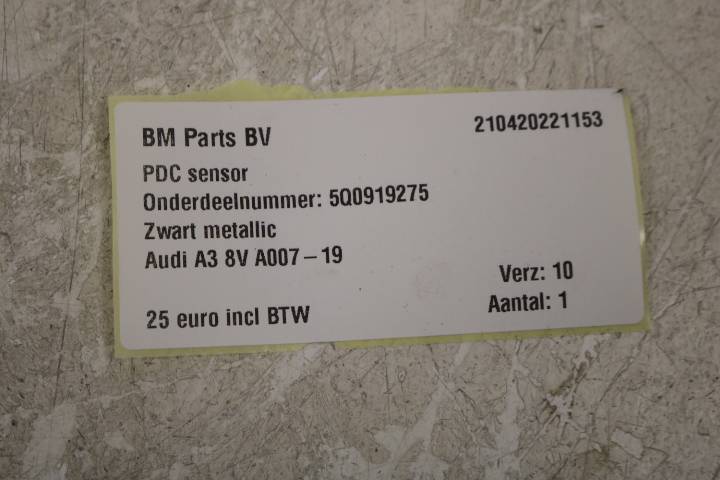 BM Parts BV
210420221153
PDC sensor
Onderdeelnummer: 5Q0919275
Zwart metallic
Audi A3 8V A007-19
Verz: 10
25 euro incl BTW
Aantal: 1